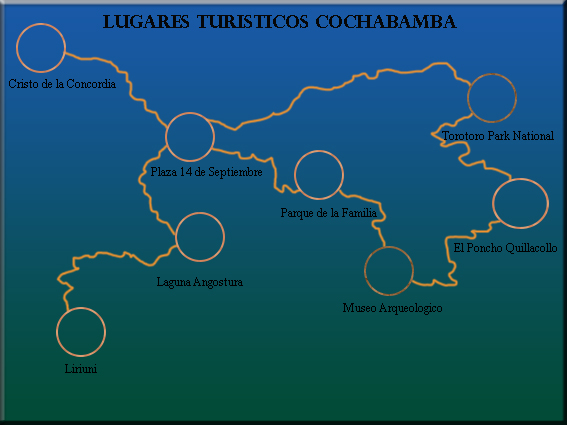 LUGARES TURISTICOS COCHABAMBA
Cristo de la Concordia
Torotoro Park National
Plaza 14 de Septiembre
Parque de la Familia
El Poncho Quillacollo
Laguna Angostura
Museo Arqueologico
Liriuni